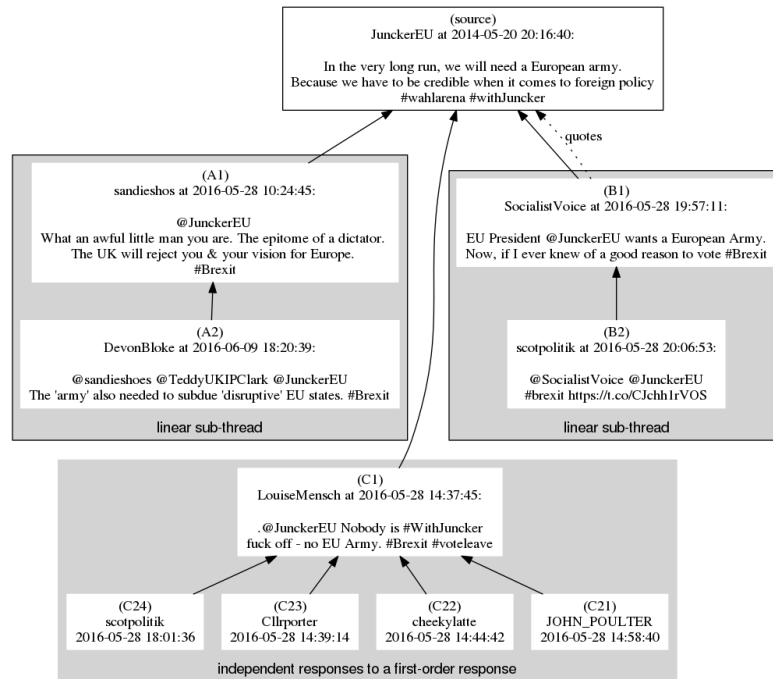 (source)
JunckerEU at 2014-05-20 20:16:40:
In the very long run, we will need a European army.
Because we have to be credible when it comes to foreign policy
#wahlarena #withJuncker
quotes
(A1)
sandieshos at 2016-05-28 10:24:45:
@JunckerEU
What an awful little man you are. The epitome of a dictator.
The UK will reject you & your vision for Europe.
#Brexit
(A2)
DevonBloke at 2016-06-09 18:20:39:
@sandieshoes @TeddyUKIPClark @JunckerEU
The 'army' also needed to subdue 'disruptive' EU states. #Brexit
linear sub-thread
(B1)
SocialistVoice at 2016-05-28 19:57:11:
EU President @JunckerEU wants a European Army.
Now, if I ever knew of a good reason to vote #Brexit
(B2)
scotpolitik at 2016-05-28 20:06:53:
@SocialistVoice @JunckerEU
#brexit https://t.co/CJchh1rVOS
linear sub-thread
(C1)
LouiseMensch at 2016-05-28 14:37:45:
.@JunckerEU Nobody is #WithJuncker
fuck off - no EU Army. #Brexit #voteleave
(C24)
scotpolitik
2016-05-28 18:01:36
(C23)
Cllrporter
2016-05-28 14:39:14
(C22)
cheekylatte
2016-05-28 14:44:42
(C21)
JOHN_POULTER
2016-05-28 14:58:40
independent responses to a first-order response